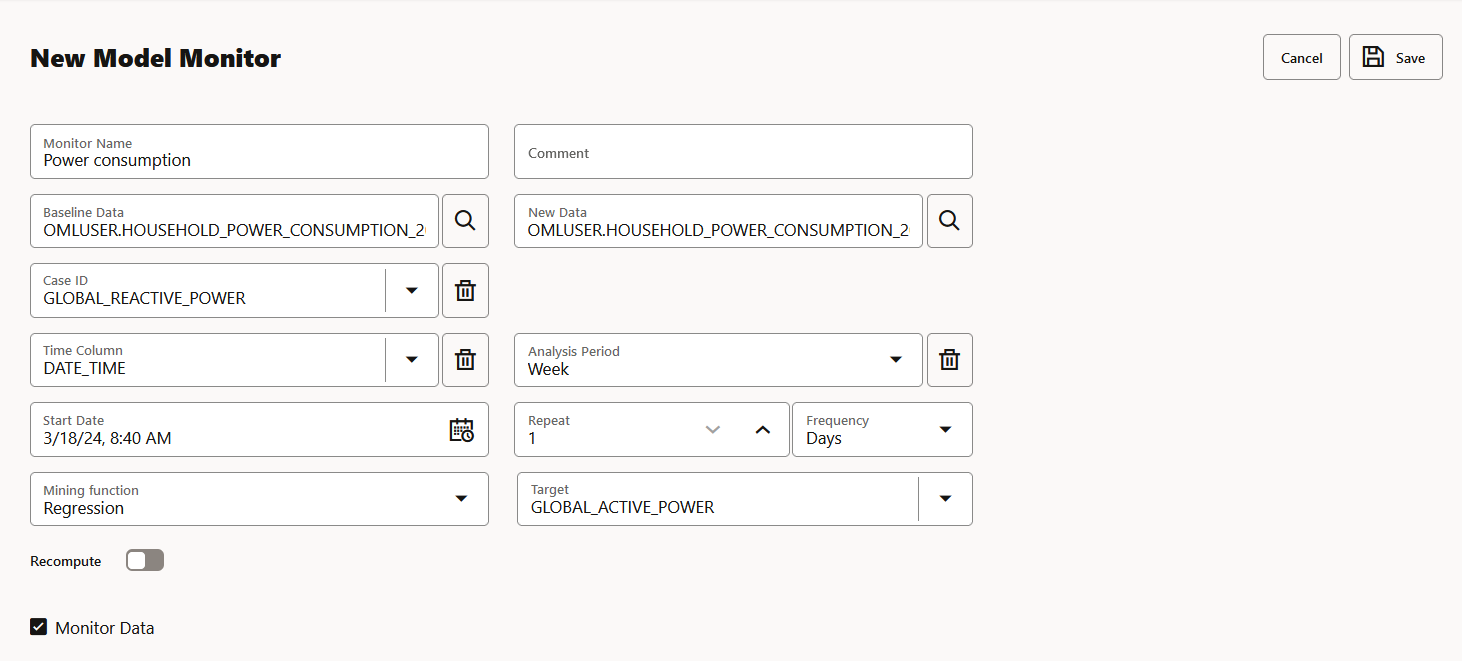 New Model Monitor
Cancel
Save
Monitor Name
Power consumption
Comment
Baseline Data
OMLUSER.HOUSEHOLD_POWER_CONSUMPTION_2
New Data
OMLUSER.HOUSEHOLD_POWER_CONSUMPTION_2
Case ID
GLOBAL_REACTIVE_POWER
Time Column
DATE_TIME
Analysis Period
Week
Start Date
3/18/24, 8:40 AM
Repeat
1
Frequency
Days
Mining function
Regression
Target
GLOBAL_ACTIVE_POWER
Recompute
Monitor Data